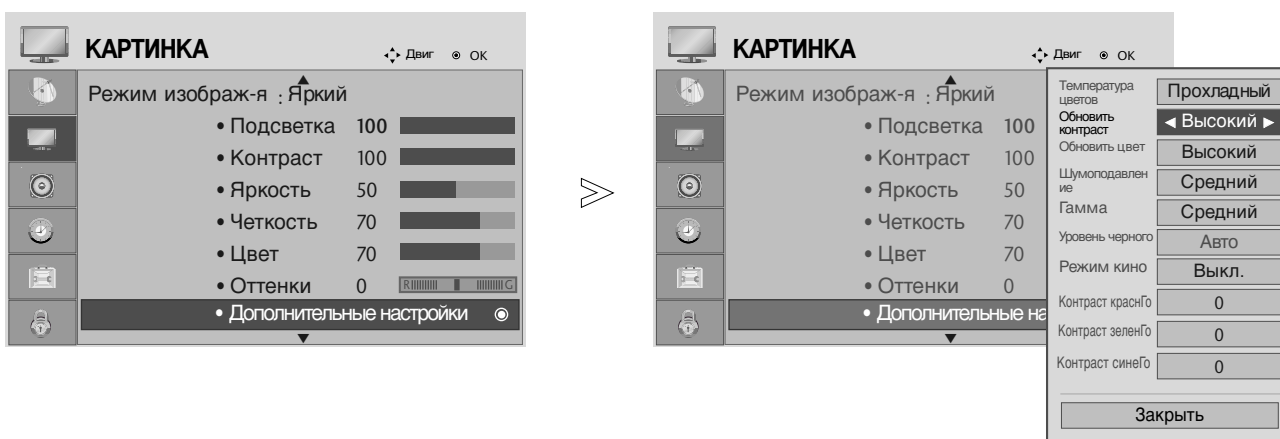 КАРТИНКА
Двиг OK
Режим изображ-я : Яркий
• Подсветка 100
• Контраст 100
• Яркость 50
• Четкость 70
• Цвет 70
• Оттенки 0 R G
• Дополнительные настройки
КАРТИНКА
Двиг OK
Режим изображ-я : Яркий
• Подсветка 100
• Контраст 100
• Яркость 50
• Четкость 70
• Цвет 70
• Оттенки 0
• Дополнительные на
Температура
цветов
Прохладный
Обновить
контраст
Высокий
Обновить цвет
Высокий
Шумоподавлен
ие
Средний
Гамма
Средний
Уровень черного
Авто
Режим кино
Выкл.
Контраст краснГо
0
Контраст зеленГо
0
Контраст синеГо
0
Закрыть